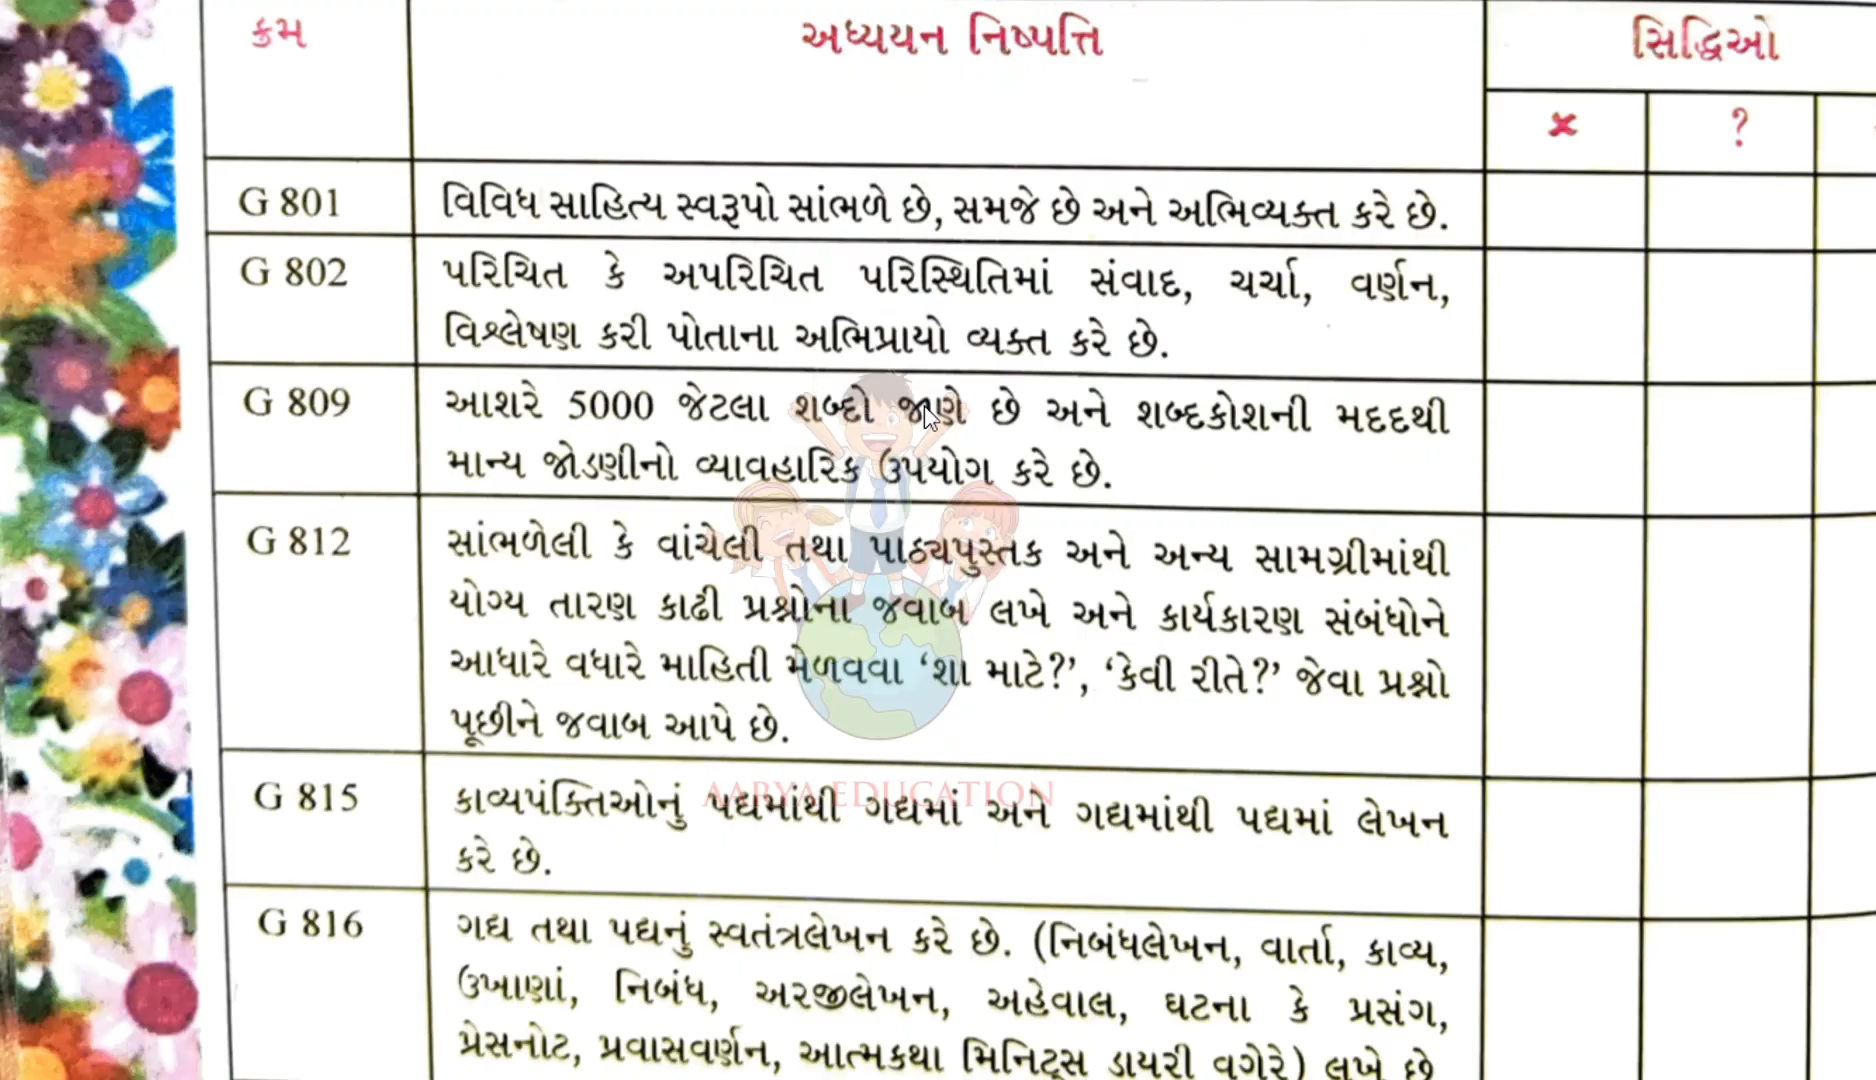 ક્રમ અધ્યયન નિષ્પત્તિ સિદ્ધિઓ
× ?
G 801 વિવિધ સાહિત્ય સ્વરૂપો સાંભળે છે, સમજે છે અને અભિવ્યક્ત કરે છે.
G 802 પરિચિત કે અપરિચિત પરિસ્થિતિમાં સંવાદ, ચર્ચા, વર્ણન,
વિશ્લેષણ કરી પોતાના અભિપ્રાયો વ્યક્ત કરે છે.
G 809 આશરે 5000 જેટલા શબ્દો જાણે છે અને શબ્દકોશની મદદથી
માન્ય જોડણીનો વ્યાવહારિક ઉપયોગ કરે છે.
G 812 સાંભળેલી કે વાંચેલી તથા પાઠ્યપુસ્તક અને અન્ય સામગ્રીમાંથી
યોગ્ય તારણ કાઢી પ્રશ્નોના જવાબ લખે અને કાર્યકારણ સંબંધોને
આધારે વધારે માહિતી મેળવવા ‘શા માટે?’, ‘કેવી રીતે?’ જેવા પ્રશ્નો
પૂછીને જવાબ આપે છે.
AARYA EDUCATION
G 815 કાવ્યપંક્તિઓનું પદ્યમાંથી ગદ્યમાં અને ગદ્યમાંથી પદ્યમાં લેખન
કરે છે.
G 816 ગદ્ય તથા પદ્યનું સ્વતંત્રલેખન કરે છે. (નિબંધલેખન, વાર્તા, કાવ્ય,
ઉખાણાં, નિબંધ, અરજીલેખન, અહેવાલ, ઘટના કે પ્રસંગ,
પ્રેસનોટ, પ્રવાસવર્ણન, આત્મકથા મિનિટ્સ ડાયરી વગેરે) લખે છે